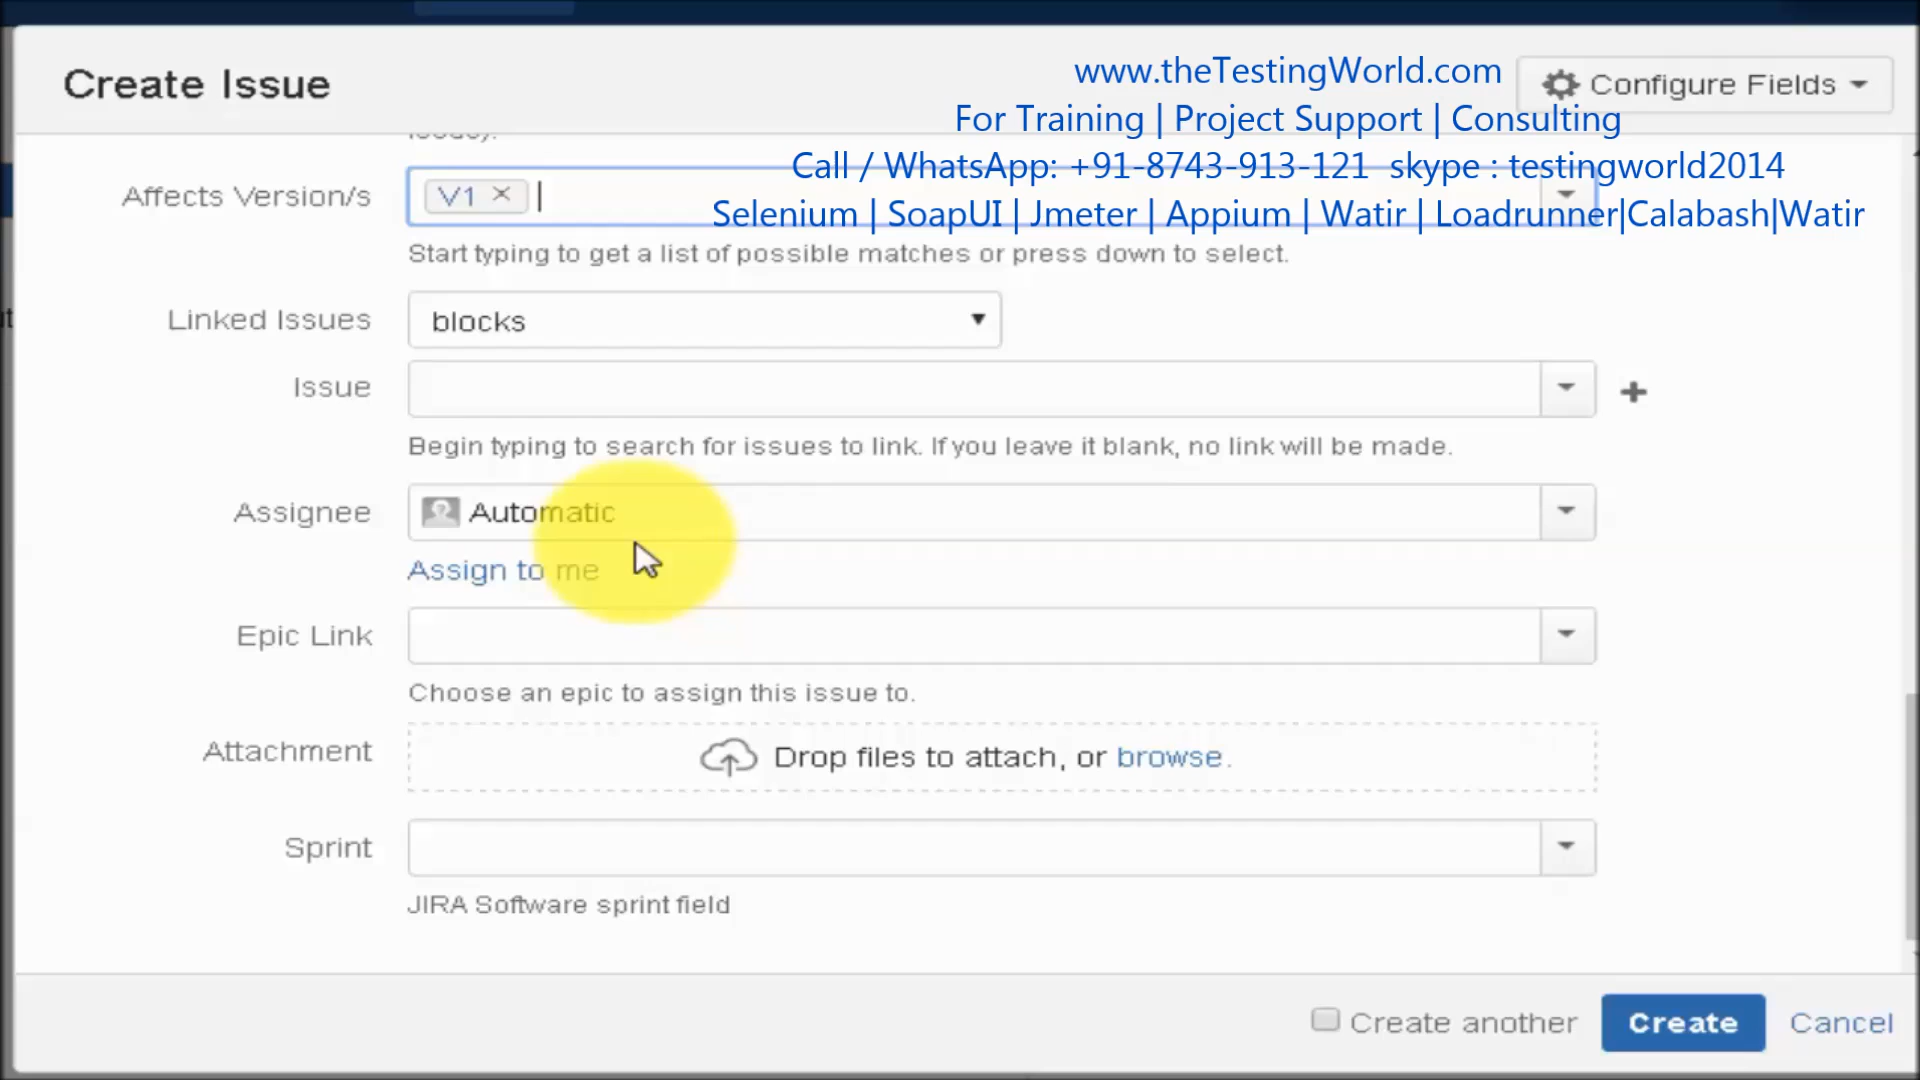 Create Issue
www.theTestingWorld.com
Configure Fields
For Training | Project Support | Consulting
Call / WhatsApp: +91-8743-913-121 skype : testingworld2014
Affects Version/s
V1
Selenium | SoapUI | Jmeter | Appium | Watir | Loadrunner|Calabash|Watir
Start typing to get a list of possible matches or press down to select.
Linked Issues
blocks
Issue
Begin typing to search for issues to link. If you leave it blank, no link will be made.
Assignee
Automatic
Assign to me
Epic Link
Choose an epic to assign this issue to.
Attachment
Drop files to attach, or browse.
Sprint
JIRA Software sprint field
Create another
Create
Cancel